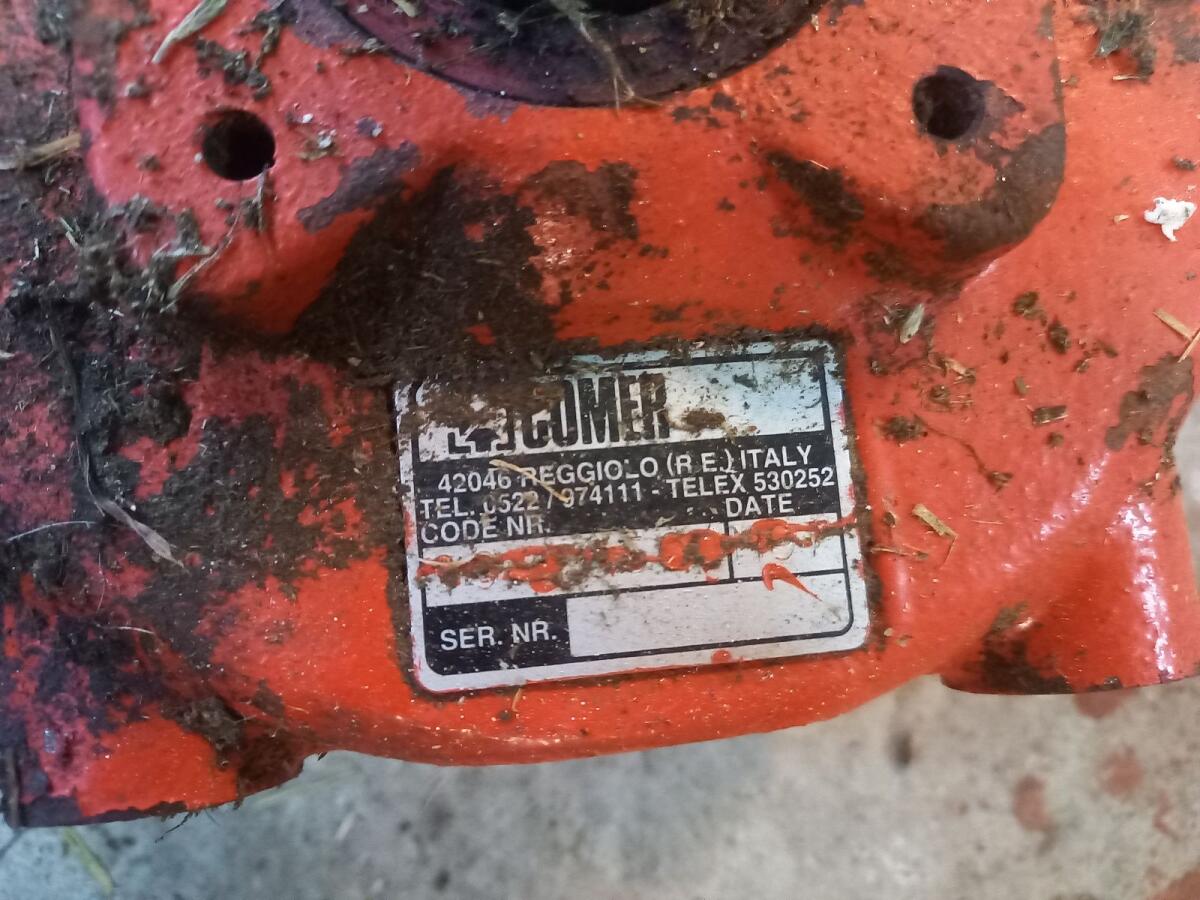 COMER
42046 REGGIOLO (R.E.) ITALY
TEL. 0522 / 974111 - TELEX 530252
CODE NR. DATE
SER. NR.